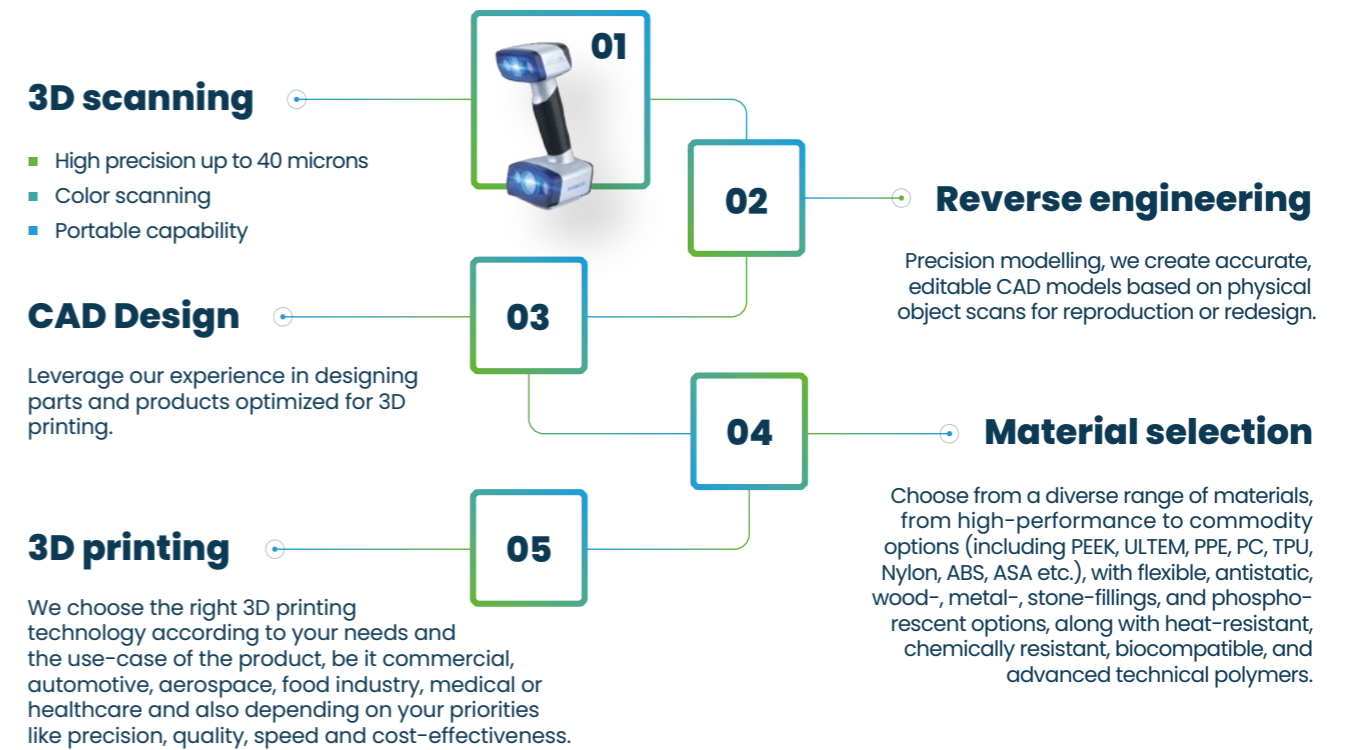 01
3D scanning
High precision up to 40 microns
Color scanning
Portable capability
02
Reverse engineering
Precision modelling, we create accurate,
editable CAD models based on physical
object scans for reproduction or redesign.
03
CAD Design
Leverage our experience in designing
parts and products optimized for 3D
printing.
04
Material selection
Choose from a diverse range of materials,
from high-performance to commodity
options (including PEEK, ULTEM, PPE, PC, TPU,
Nylon, ABS, ASA etc.), with flexible, antistatic,
wood-, metal-, stone-fillings, and phospho-
rescent options, along with heat-resistant,
chemically resistant, biocompatible, and
advanced technical polymers.
05
3D printing
We choose the right 3D printing
technology according to your needs and
the use-case of the product, be it commercial,
automotive, aerospace, food industry, medical or
healthcare and also depending on your priorities
like precision, quality, speed and cost-effectiveness.